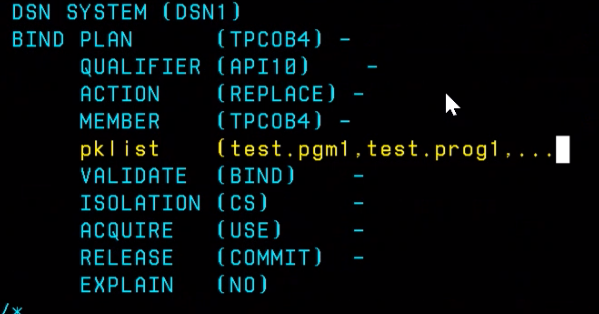 DSN SYSTEM (DSN1)
BIND PLAN (TPCOB4) -
QUALIFIER (API10) -
ACTION (REPLACE) -
MEMBER (TPCOB4) -
pklist (test.pgm1,test.prog1,....
VALIDATE (BIND) -
ISOLATION (CS) -
ACQUIRE (USE) -
RELEASE (COMMIT) -
EXPLAIN (NO)
/*